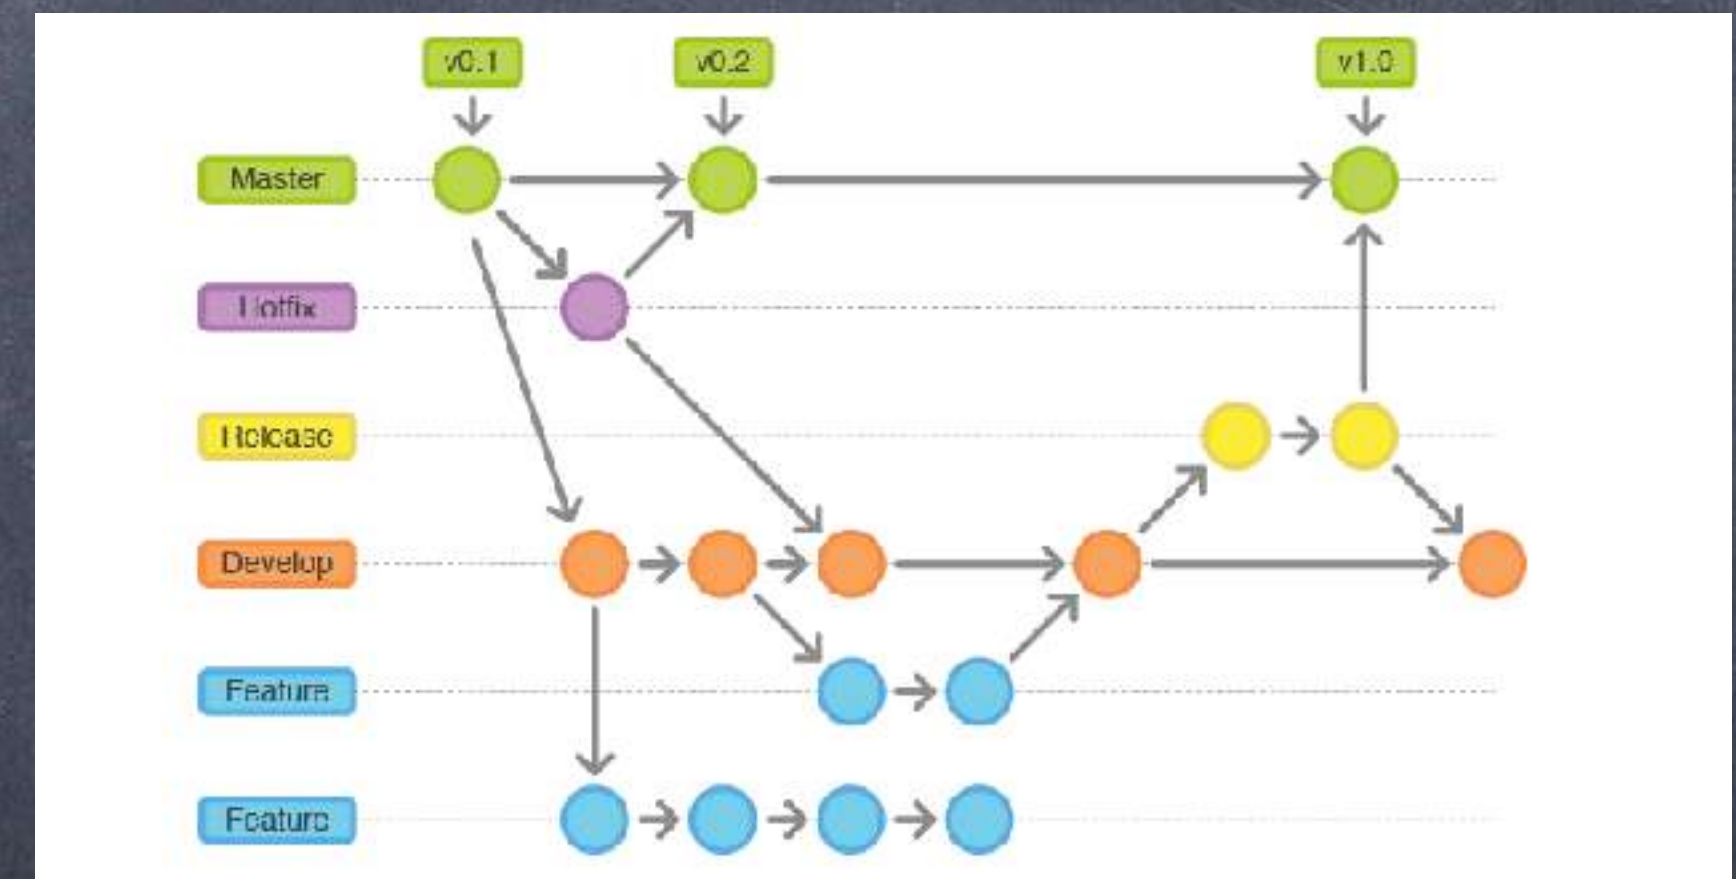 v0.1
v0.2
v1.0
Master
Hotfix
Release
Develop
Feature
Feature